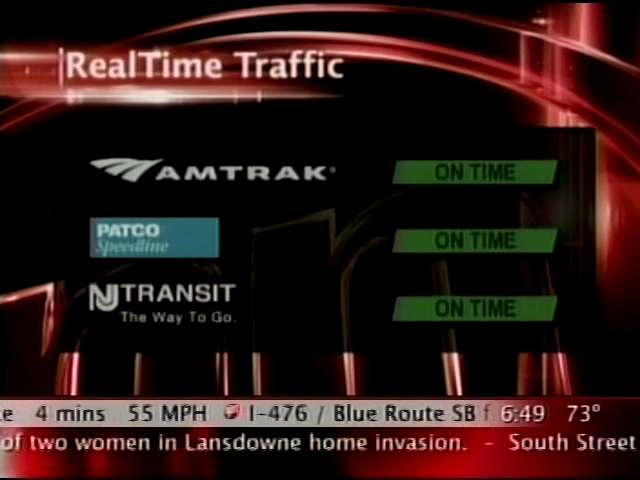 RealTime Traffic
AMTRAK® ON TIME
PATCO
Speedline ON TIME
NJ TRANSIT ON TIME
The Way To Go.
4 mins 55 MPH I-476 / Blue Route SB f 6:49 73°
of two women in Lansdowne home invasion. - South Street